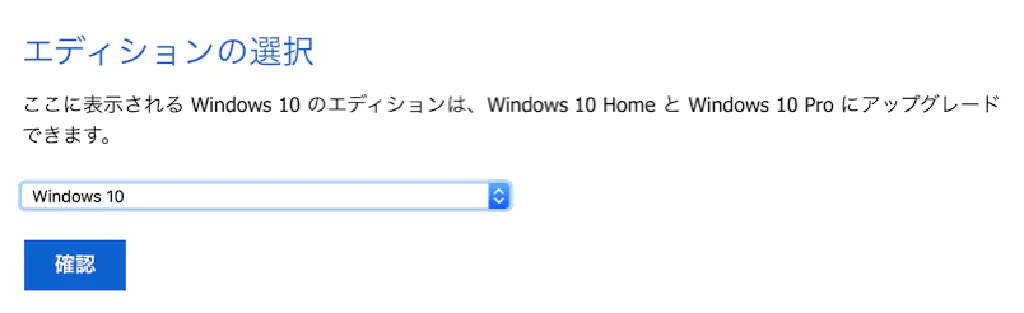 エディションの選択
ここに表示される Windows 10 のエディションは、Windows 10 Home と Windows 10 Pro にアップグレード
できます。
Windows 10
確認